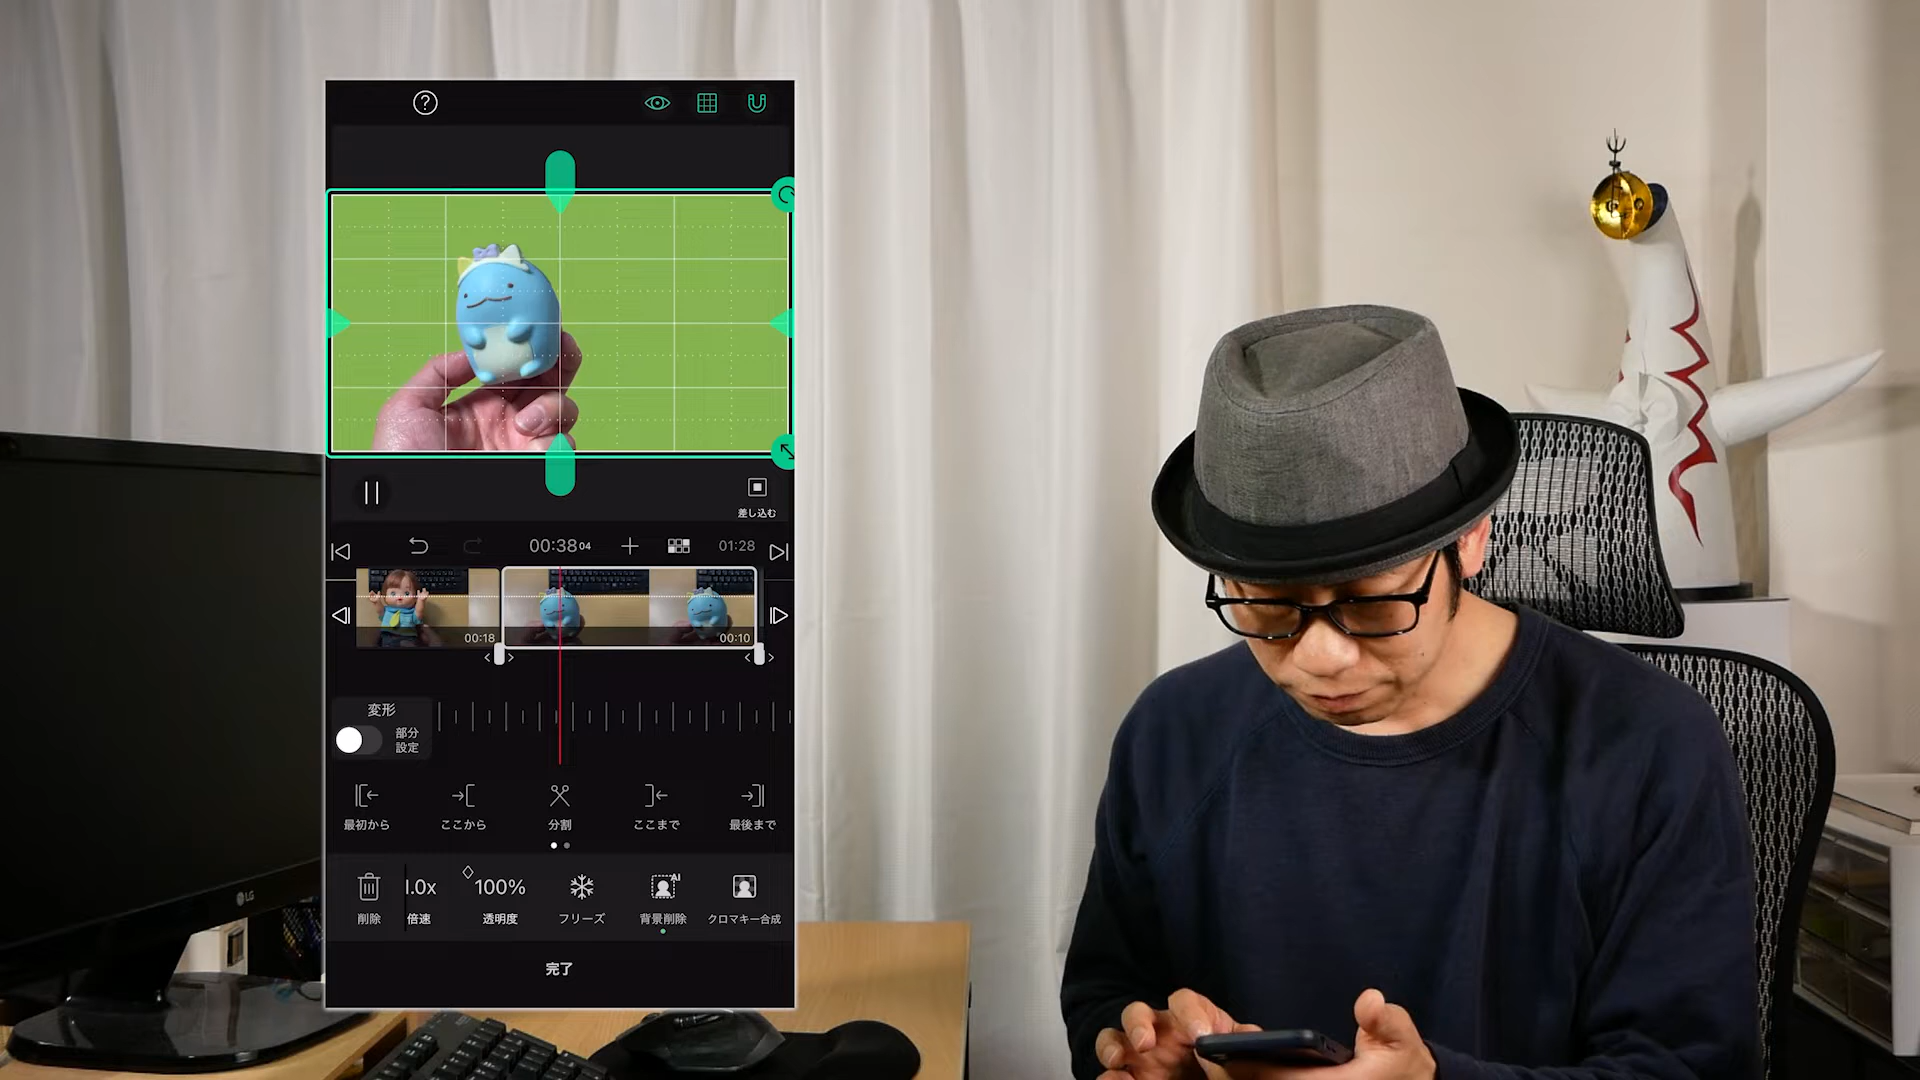 ?
差し込む
00:38 04
01:28
00:18
00:10
変形
部分
設定
最初から
ここから
分割
ここまで
最後まで
1.0x
100%
AI
削除
倍速
透明度
フリーズ
背景削除
クロマキー合成
完了
LG